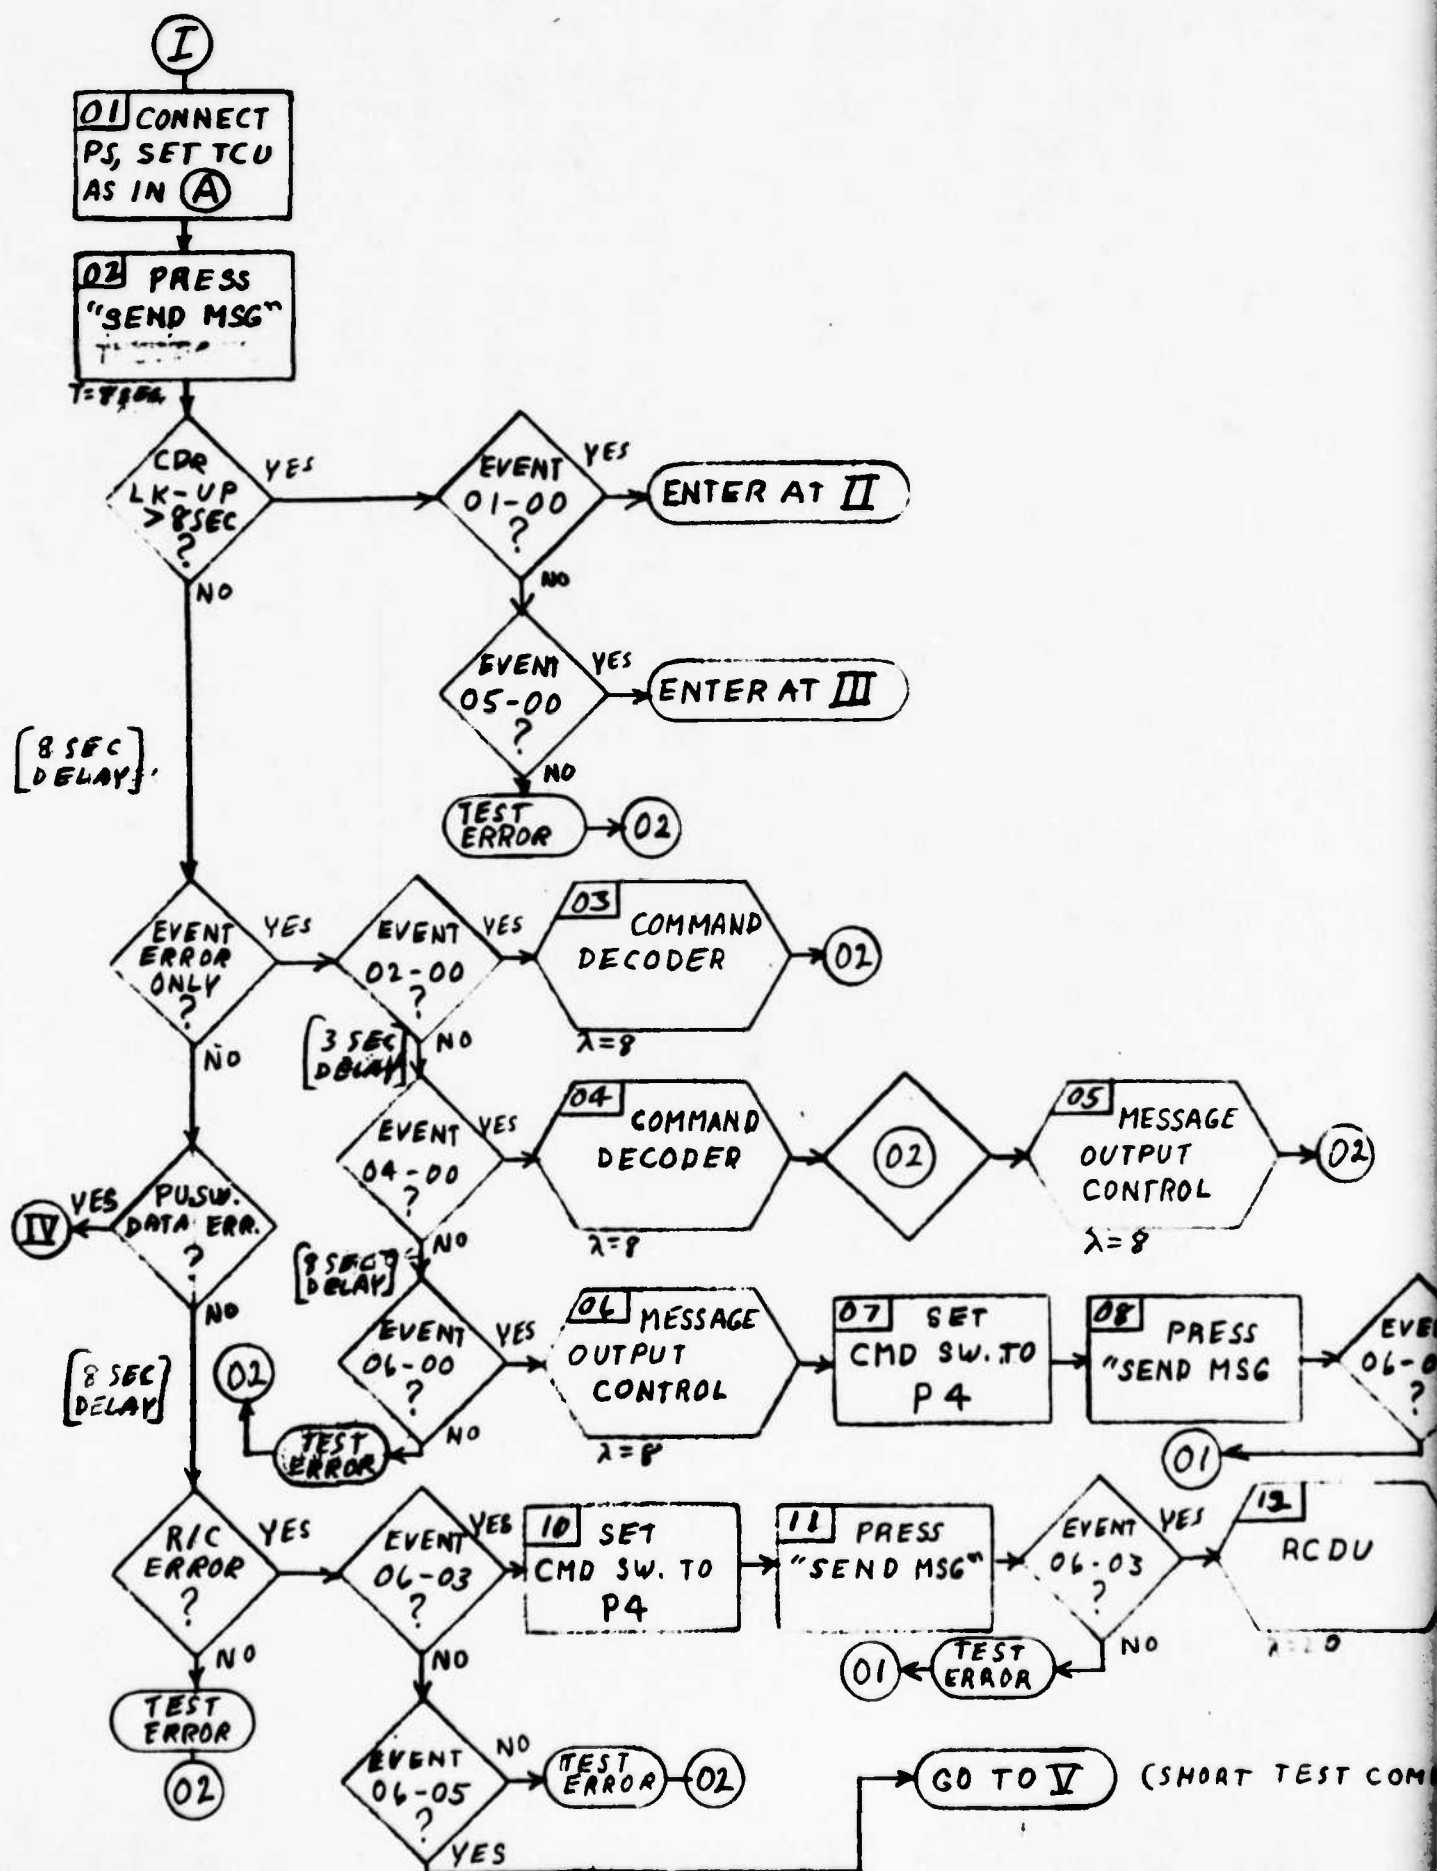 I
01 CONNECT
PS, SET TCU
AS IN A
02 PRESS
"SEND MSG"
T=8 SEC
CDR
LK-UP
>8SEC
?
YES
NO
EVENT
01-00
?
YES
NO
ENTER AT II
EVENT
05-00
?
YES
NO
ENTER AT III
TEST
ERROR
02
[8 SEC
DELAY]
EVENT
ERROR
ONLY
?
YES
NO
EVENT
02-00
?
YES
NO
03 COMMAND
DECODER
λ=8
02
[3 SEC
DELAY]
EVENT
04-00
?
YES
NO
04 COMMAND
DECODER
λ=8
02
05 MESSAGE
OUTPUT
CONTROL
λ=8
02
PU.SW.
DATA ERR.
?
YES
IV
NO
[8 SEC
DELAY]
EVENT
06-00
?
YES
NO
06 MESSAGE
OUTPUT
CONTROL
λ=8
07 SET
CMD SW. TO
P4
08 PRESS
"SEND MSG
?
01
TEST
ERROR
02
[8 SEC
DELAY]
R/C
ERROR
?
YES
NO
EVENT
06-03
?
YES
NO
10 SET
CMD SW. TO
P4
11 PRESS
"SEND MSG"
EVENT
06-03
?
YES
NO
12
RCDU
TEST
ERROR
01
TEST
ERROR
02
EVENT
06-05
?
NO
YES
TEST
ERROR
02
GO TO V (SHORT TEST